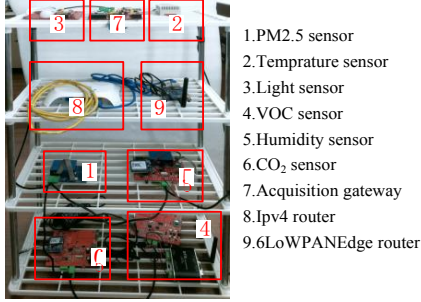 3 7 2
8 9
1 5
6 4
1.PM2.5 sensor
2.Temprature sensor
3.Light sensor
4.VOC sensor
5.Humidity sensor
6.CO₂ sensor
7.Acquisition gateway
8.Ipv4 router
9.6LoWPANEdge router